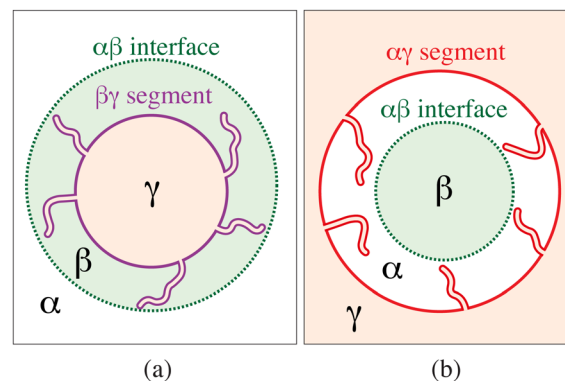 αβ interface
βγ segment
γ
β
α
(a)
αγ segment
αβ interface
β
α
γ
(b)